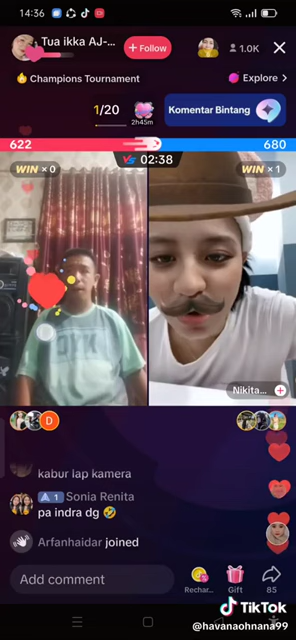 14:36
Tua ikka AJ-...
+ Follow
1.0K
Champions Tournament
Explore >
1/20
2h45m
Komentar Bintang
622
VS 02:38
680
WIN × 0
WIN × 1
Nikita...
D
kabur lap kamera
1 Sonia Renita
pa indra dg 🤣
Arfanhaidar joined
Add comment
Rechar...
Gift
85
TikTok
@havanaohnana99